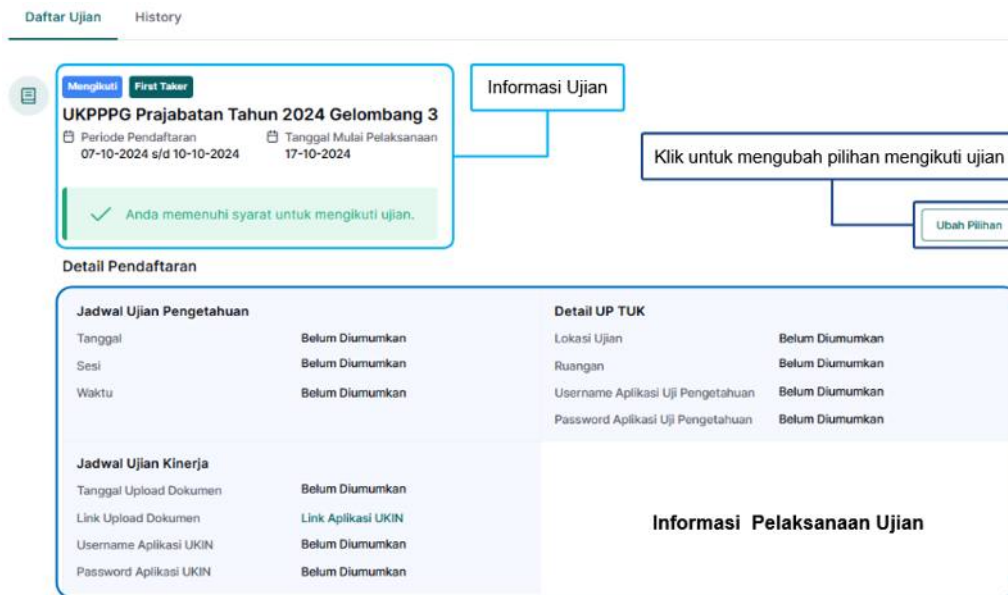 Daftar Ujian History
Mengikuti First Taker
UKPPPG Prajabatan Tahun 2024 Gelombang 3
Periode Pendaftaran Tanggal Mulai Pelaksanaan
07-10-2024 s/d 10-10-2024 17-10-2024
Anda memenuhi syarat untuk mengikuti ujian.
Informasi Ujian
Klik untuk mengubah pilihan mengikuti ujian
Ubah Pilihan
Detail Pendaftaran
Jadwal Ujian Pengetahuan
Tanggal Belum Diumumkan
Sesi Belum Diumumkan
Waktu Belum Diumumkan
Detail UP TUK
Lokasi Ujian Belum Diumumkan
Ruangan Belum Diumumkan
Username Aplikasi Uji Pengetahuan Belum Diumumkan
Password Aplikasi Uji Pengetahuan Belum Diumumkan
Jadwal Ujian Kinerja
Tanggal Upload Dokumen Belum Diumumkan
Link Upload Dokumen Link Aplikasi UKIN
Username Aplikasi UKIN Belum Diumumkan
Password Aplikasi UKIN Belum Diumumkan
Informasi Pelaksanaan Ujian